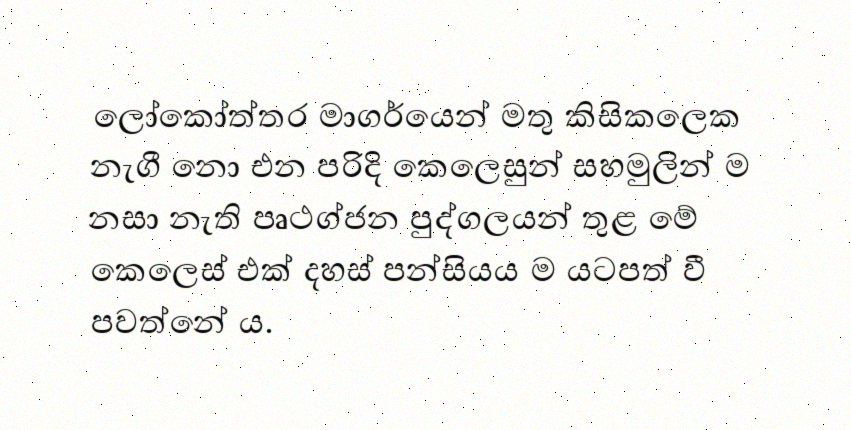 ලෝකෝත්තර මාගර්යෙන් මතු කිසිකලෙක
නැගී නො එන පරිදි කෙලෙසුන් සහමුලින් ම
නසා නැති පෘථග්ජන පුද්ගලයන් තුළ මේ
කෙලෙස් එක් දහස් පන්සියය ම යටපත් වී
පවත්නේ ය.